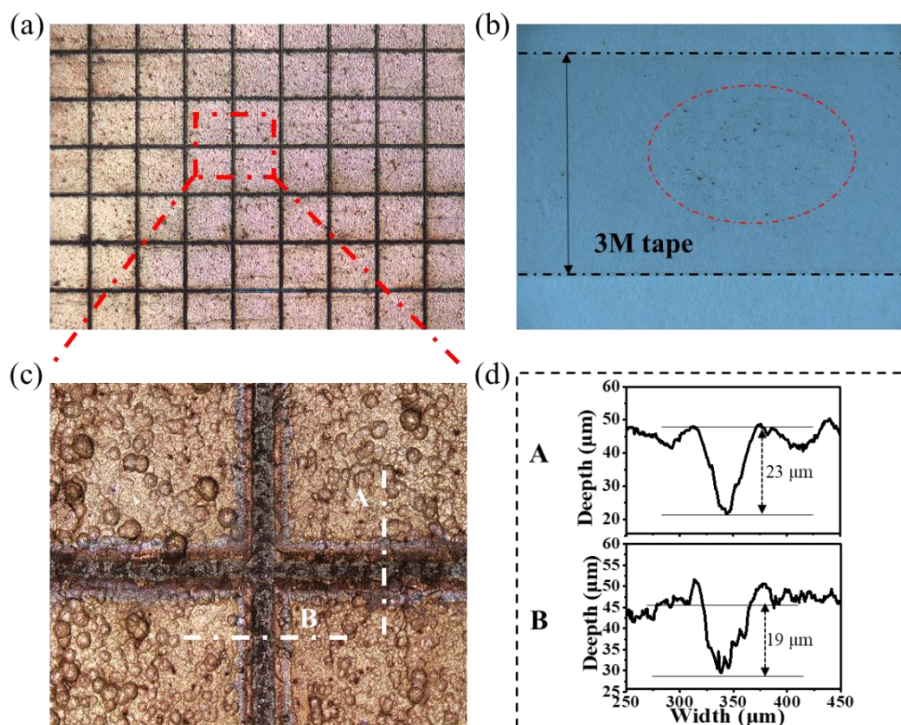 (a)
(b)
3M tape
(c)
A
B
(d)
A
Deepth (μm)
60
50
40
30
20
23 μm
B
Deepth (μm)
60
55
50
45
40
35
30
25
19 μm
250 300 350 400 450
Width (μm)